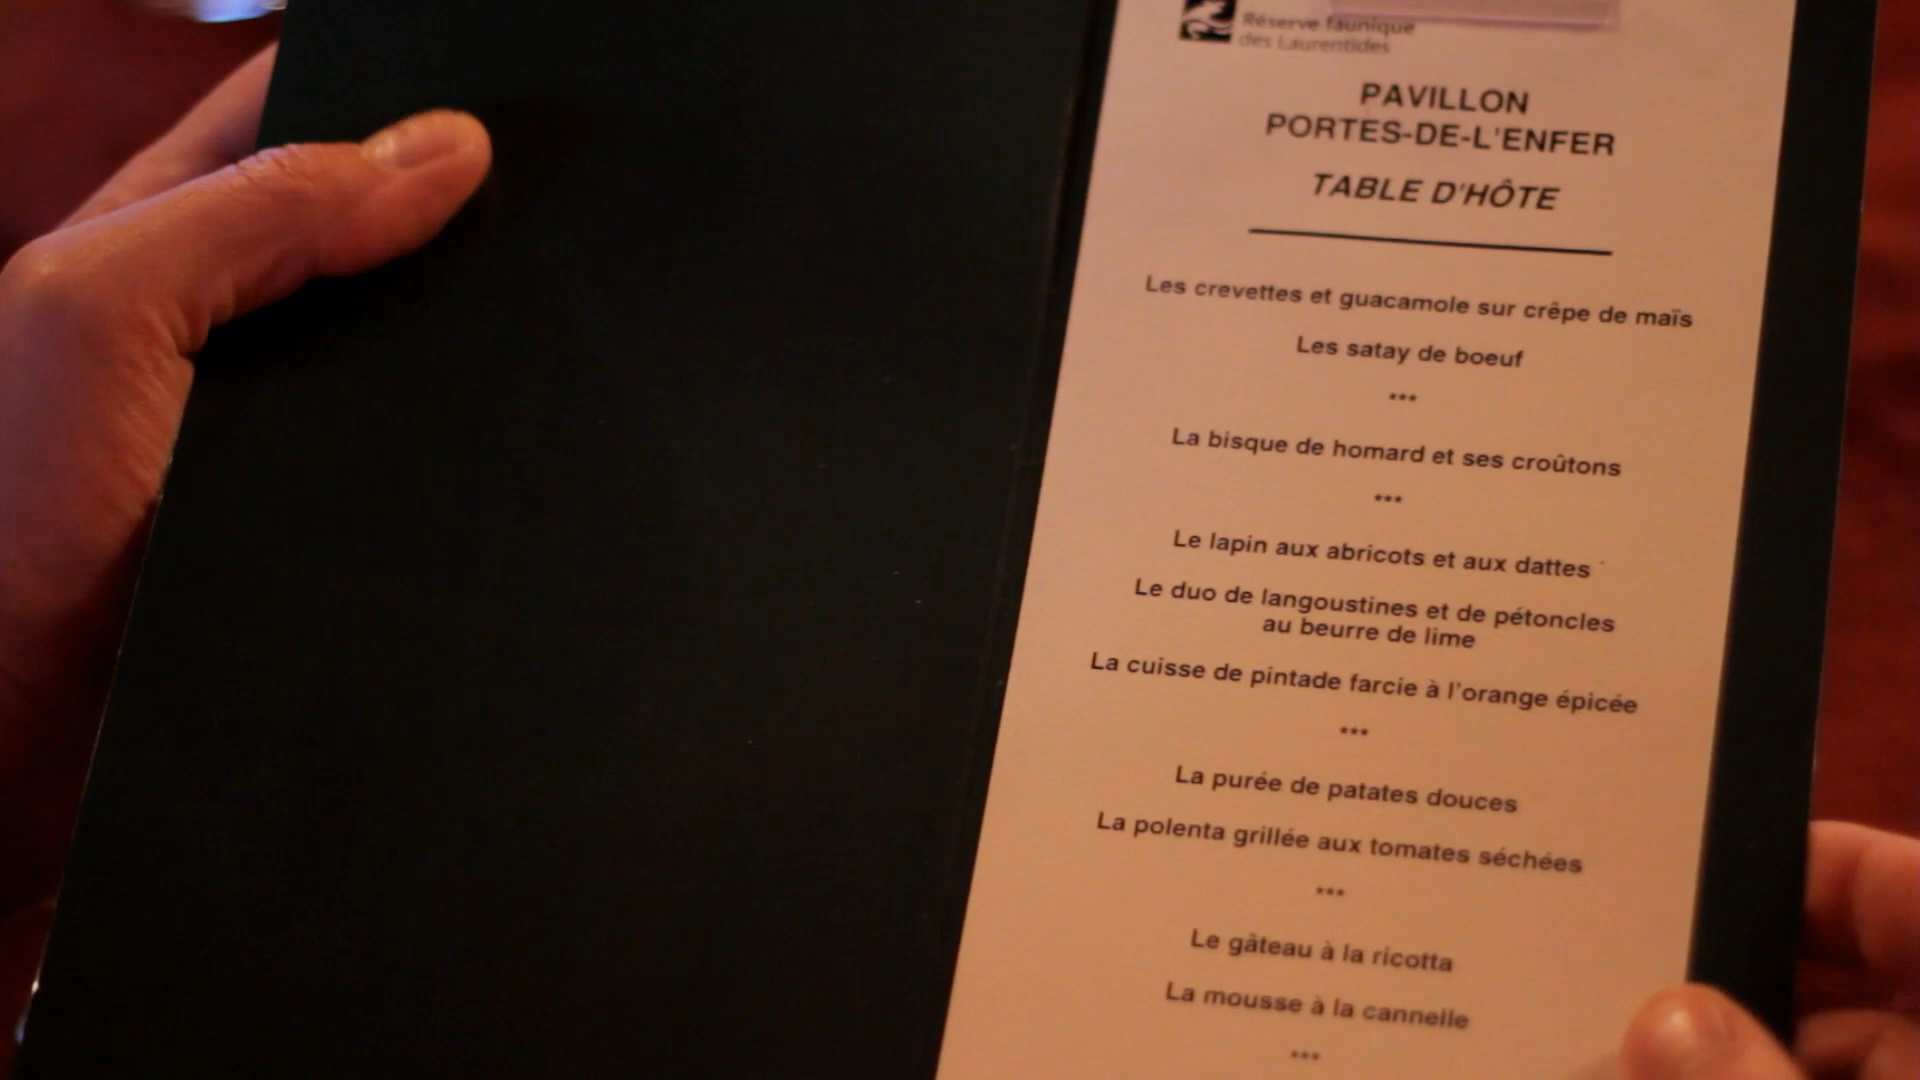 Réserve faunique
des Laurentides
PAVILLON
PORTES-DE-L'ENFER
TABLE D'HÔTE
Les crevettes et guacamole sur crêpe de maïs
Les satay de boeuf
***
La bisque de homard et ses croûtons
***
Le lapin aux abricots et aux dattes
Le duo de langoustines et de pétoncles
au beurre de lime
La cuisse de pintade farcie à l'orange épicée
***
La purée de patates douces
La polenta grillée aux tomates séchées
***
Le gâteau à la ricotta
La mousse à la cannelle
***